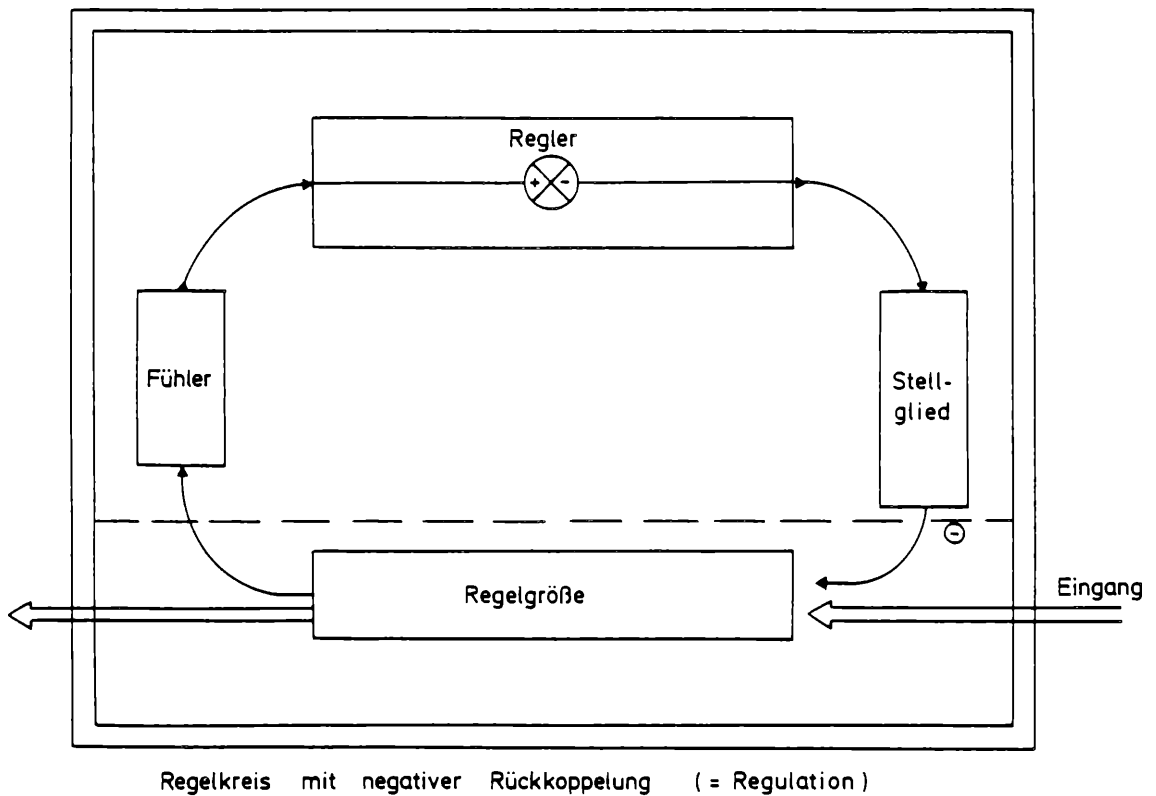 Regler
+ -
Fühler
Stell-
glied
-
Regelgröße
Eingang
Regelkreis mit negativer Rückkoppelung (= Regulation)